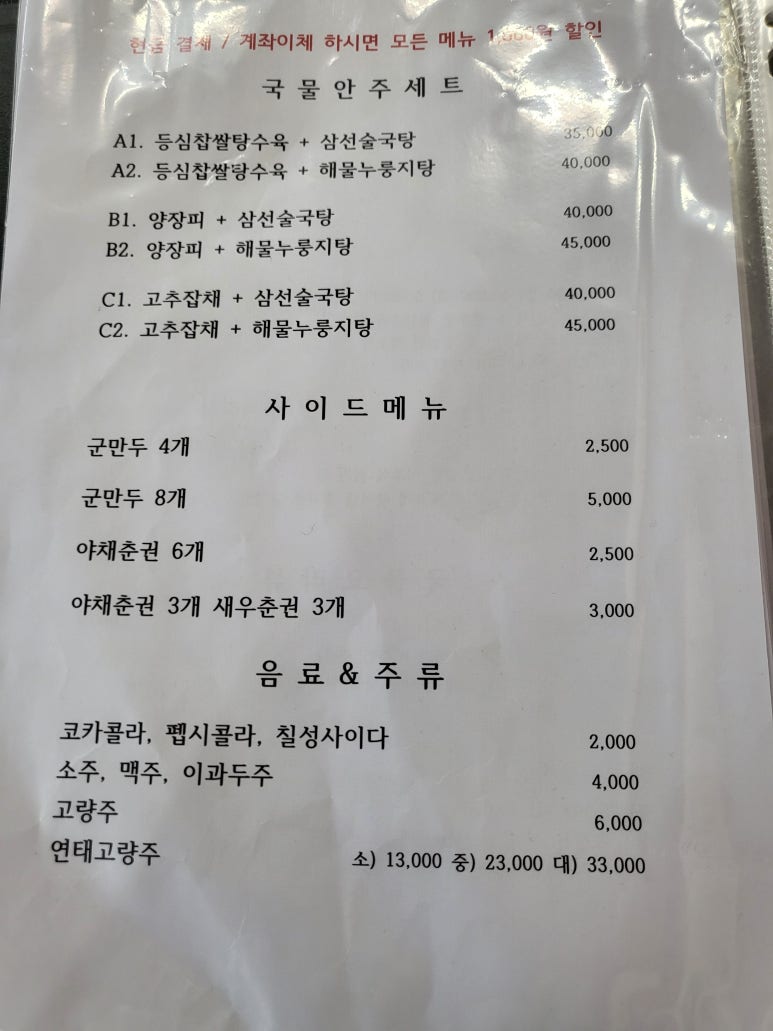 현금 결제 / 계좌이체 하시면 모든 메뉴 1,000원 할인
국물안주세트
A1. 등심찹쌀탕수육 + 삼선술국탕 35,000
A2. 등심찹쌀탕수육 + 해물누룽지탕 40,000
B1. 양장피 + 삼선술국탕 40,000
B2. 양장피 + 해물누룽지탕 45,000
C1. 고추잡채 + 삼선술국탕 40,000
C2. 고추잡채 + 해물누룽지탕 45,000
사이드메뉴
군만두 4개 2,500
군만두 8개 5,000
야채춘권 6개 2,500
야채춘권 3개 새우춘권 3개 3,000
음료&주류
코카콜라, 펩시콜라, 칠성사이다 2,000
소주, 맥주, 이과두주 4,000
고량주 6,000
연태고량주 소) 13,000 중) 23,000 대) 33,000